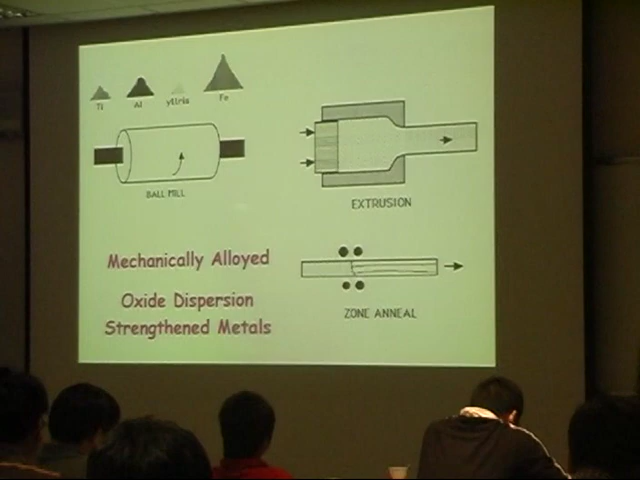 Ti Al yttria Fe
BALL MILL
EXTRUSION
Mechanically Alloyed
Oxide Dispersion
Strengthened Metals
ZONE ANNEAL